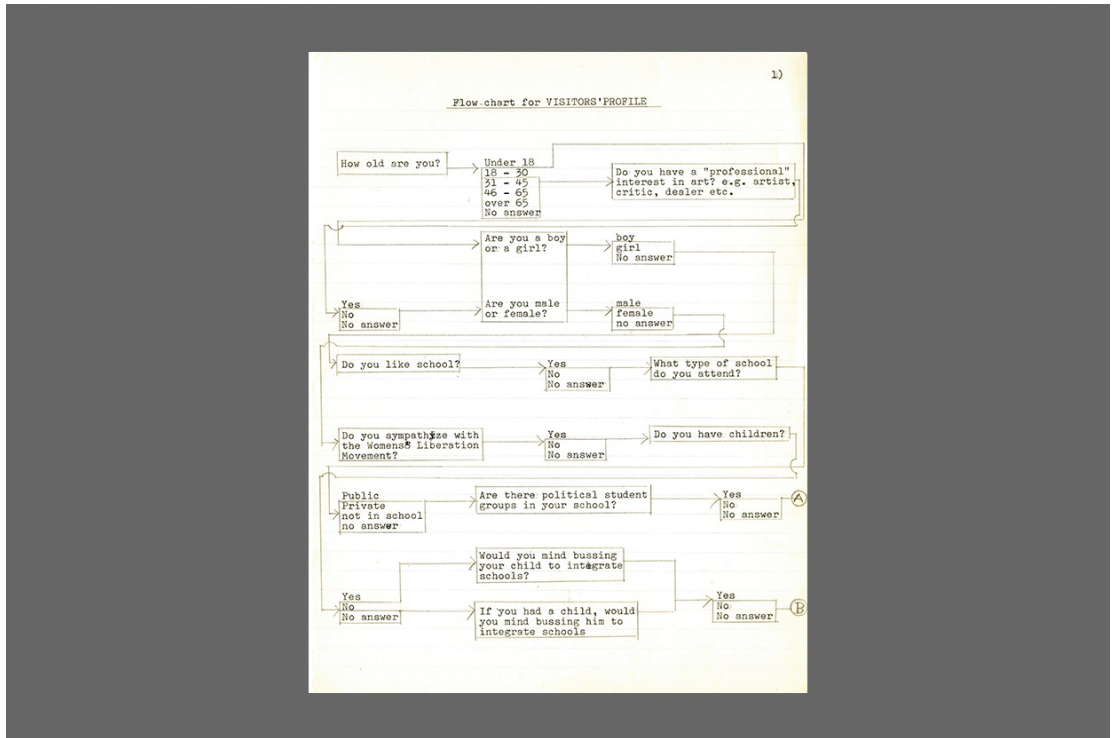 1)
Flow chart for VISITORS'PROFILE
How old are you?
Under 18
18 - 30
31 - 45
46 - 65
over 65
No answer
Do you have a "professional"
interest in art? e.g. artist,
critic, dealer etc.
Are you a boy
or a girl?
boy
girl
No answer
Yes
No
No answer
Are you male
or female?
male
female
no answer
Do you like school?
Yes
No
No answer
What type of school
do you attend?
Do you sympathize with
the Womens Liberation
Movement?
Yes
No
No answer
Do you have children?
Public
Private
not in school
no answer
Are there political student
groups in your school?
Yes
No
No answer
A
Would you mind bussing
your child to integrate
schools?
Yes
No
No answer
If you had a child, would
you mind bussing him to
integrate schools
Yes
No
No answer
B